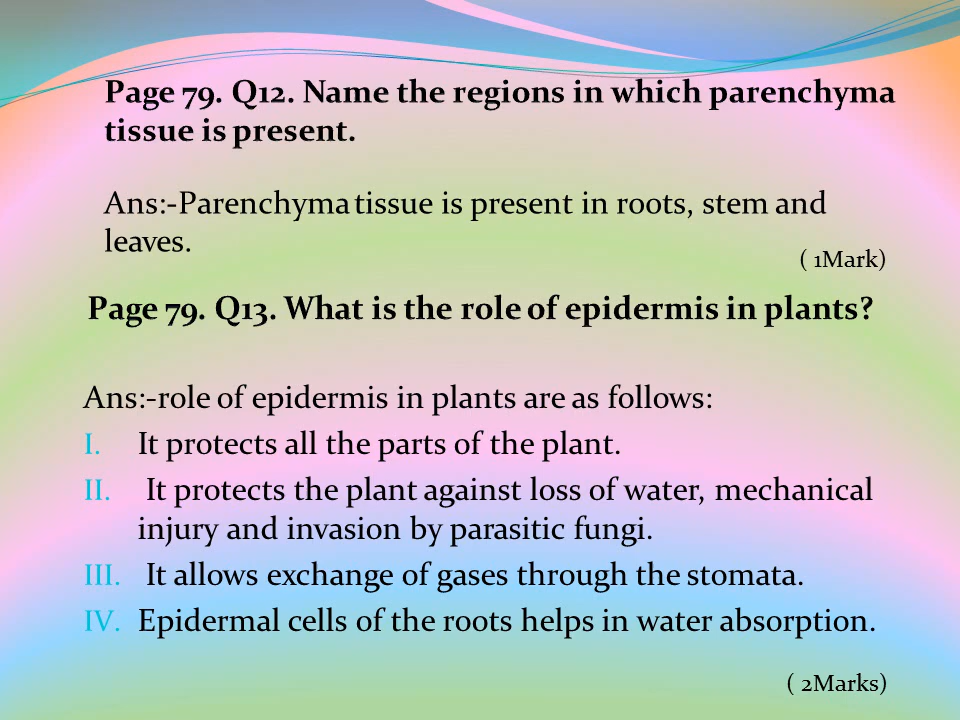 Page 79. Q12. Name the regions in which parenchyma
tissue is present.
Ans:-Parenchyma tissue is present in roots, stem and
leaves.
( 1Mark)
Page 79. Q13. What is the role of epidermis in plants?
Ans:-role of epidermis in plants are as follows:
I. It protects all the parts of the plant.
II. It protects the plant against loss of water, mechanical
injury and invasion by parasitic fungi.
III. It allows exchange of gases through the stomata.
IV. Epidermal cells of the roots helps in water absorption.
( 2Marks)